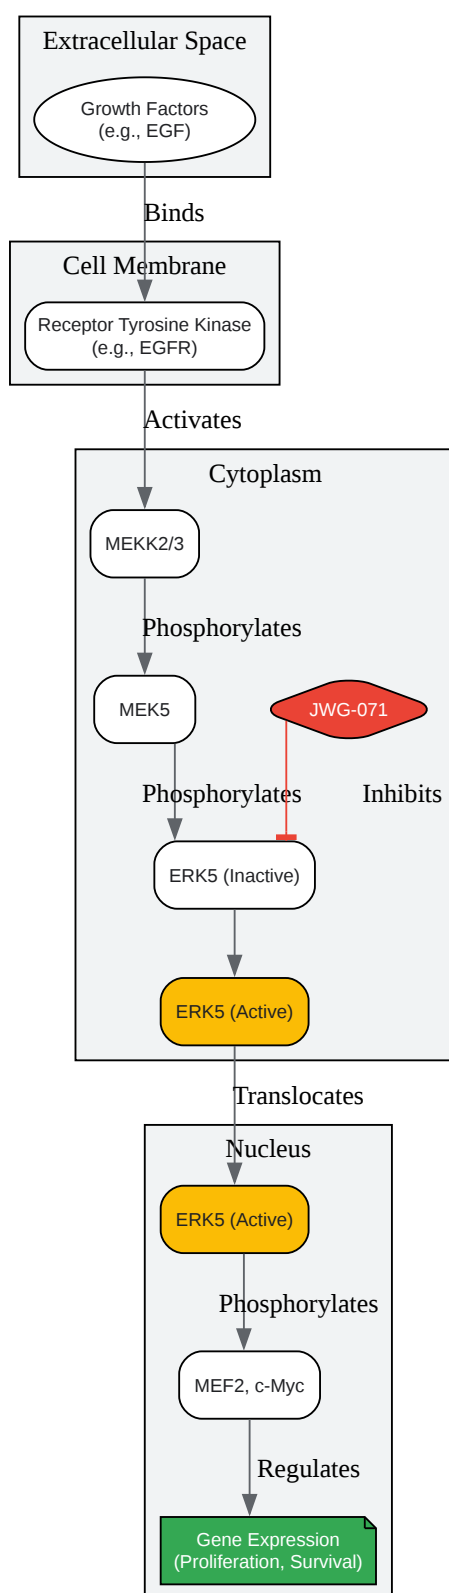 Extracellular Space
Growth Factors
(e.g., EGF)
Binds
Cell Membrane
Receptor Tyrosine Kinase
(e.g., EGFR)
Activates
Cytoplasm
MEKK2/3
Phosphorylates
MEK5
JWG-071
Phosphorylates
Inhibits
ERK5 (Inactive)
ERK5 (Active)
Translocates
Nucleus
ERK5 (Active)
Phosphorylates
MEF2, c-Myc
Regulates
Gene Expression
(Proliferation, Survival)